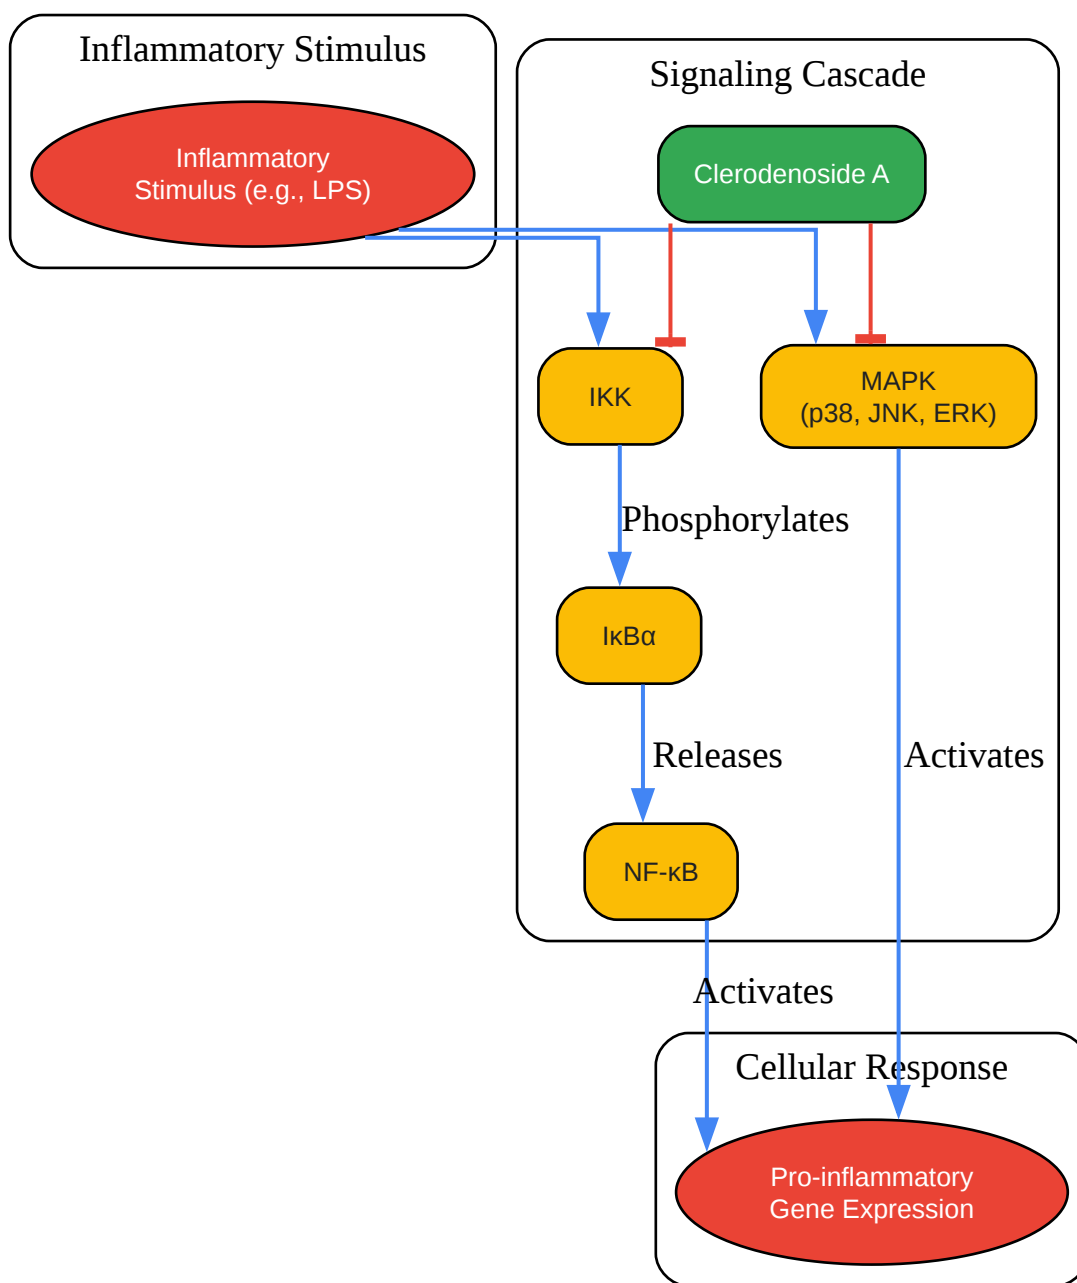 Inflammatory Stimulus
Inflammatory
Stimulus (e.g., LPS)
Signaling Cascade
Clerodenoside A
IKK
MAPK
(p38, JNK, ERK)
Phosphorylates
IκBα
Releases
Activates
NF-κB
Activates
Cellular Response
Pro-inflammatory
Gene Expression